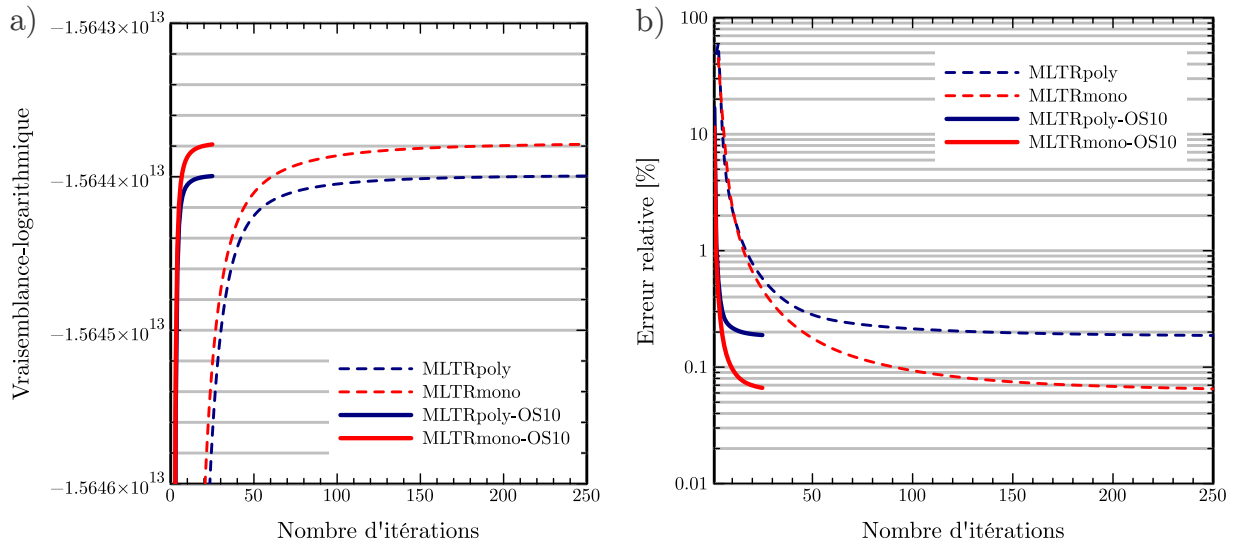 a)
Vraisemblance-logarithmique
−1.5643×10¹³
−1.5644×10¹³
−1.5645×10¹³
−1.5646×10¹³
0 50 100 150 200 250
Nombre d'itérations
MLTRpoly
MLTRmono
MLTRpoly-OS10
MLTRmono-OS10
b)
Erreur relative [%]
100
10
1
0.1
0.01
50 100 150 200 250
Nombre d'itérations
MLTRpoly
MLTRmono
MLTRpoly-OS10
MLTRmono-OS10